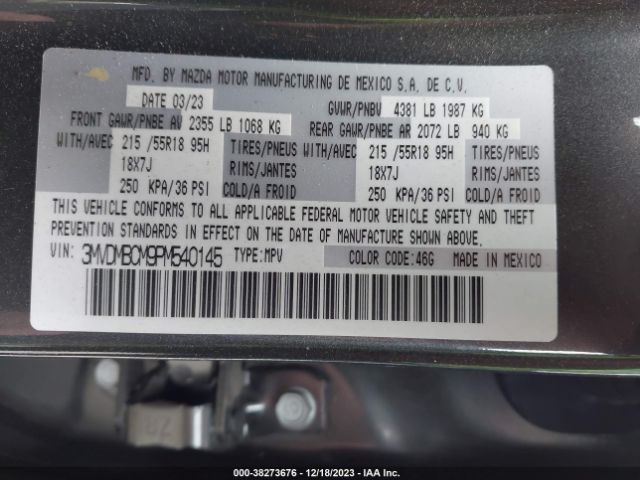 MFD. BY MAZDA MOTOR MANUFACTURING DE MEXICO S.A. DE C.V.
DATE 03/23 GVWR/PNBV 4381 LB 1987 KG
FRONT GAWR/PNBE AV 2355 LB 1068 KG REAR GAWR/PNBE AR 2072 LB 940 KG
WITH/AVEC 215 /55R18 95H TIRES/PNEUS WITH/AVEC 215 /55R18 95H TIRES/PNEUS
18X7J RIMS/JANTES 18X7J RIMS/JANTES
250 KPA/36 PSI COLD/A FROID 250 KPA/36 PSI COLD/A FROID
THIS VEHICLE CONFORMS TO ALL APPLICABLE FEDERAL MOTOR VEHICLE SAFETY AND THEFT
PREVENTION STANDARDS IN EFFECT ON THE DATE OF MANUFACTURE SHOWN ABOVE.
VIN: 3MVDMBCM9PM540145 TYPE:MPV COLOR CODE:46G MADE IN MEXICO
78
000-38273676 - 12/18/2023 - IAA Inc.